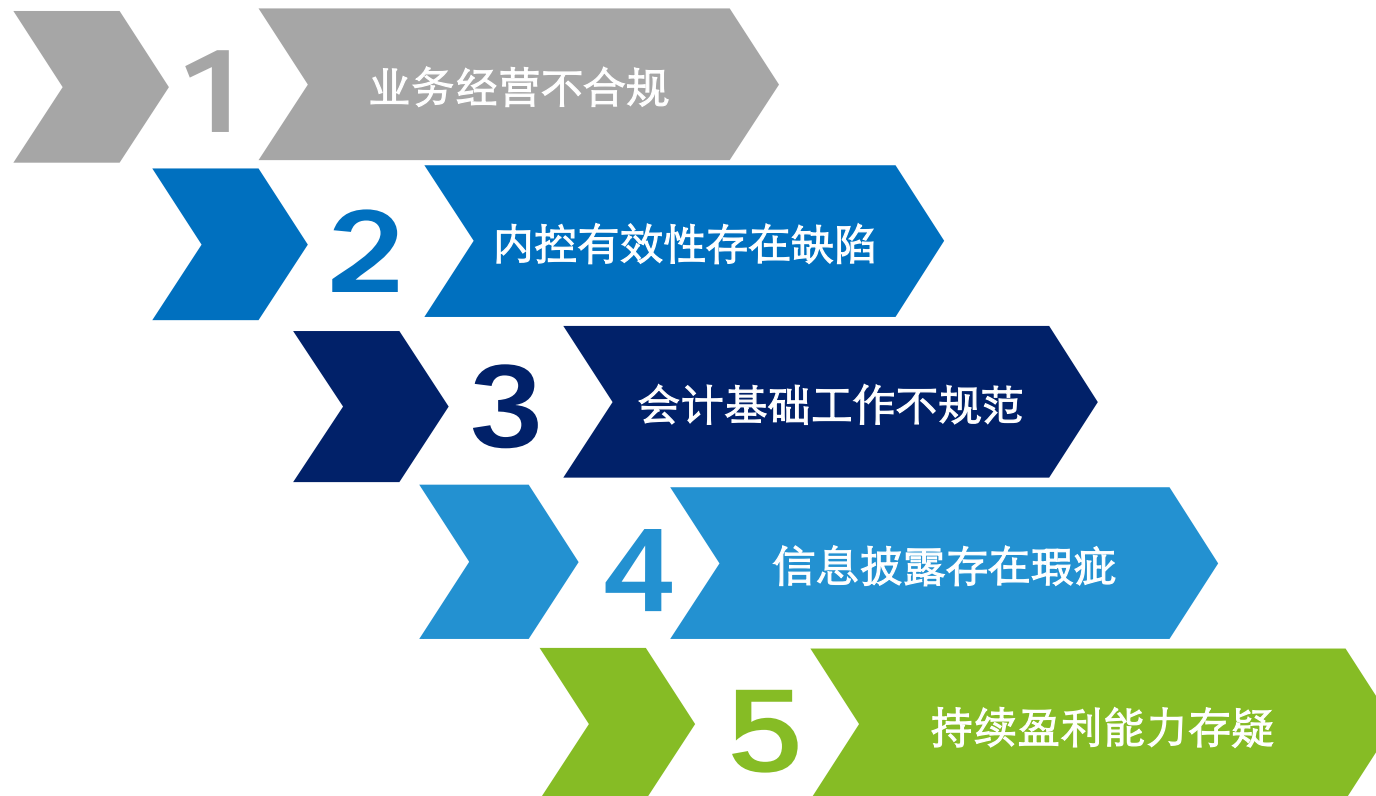 1 业务经营不合规
2 内控有效性存在缺陷
3 会计基础工作不规范
4 信息披露存在瑕疵
5 持续盈利能力存疑